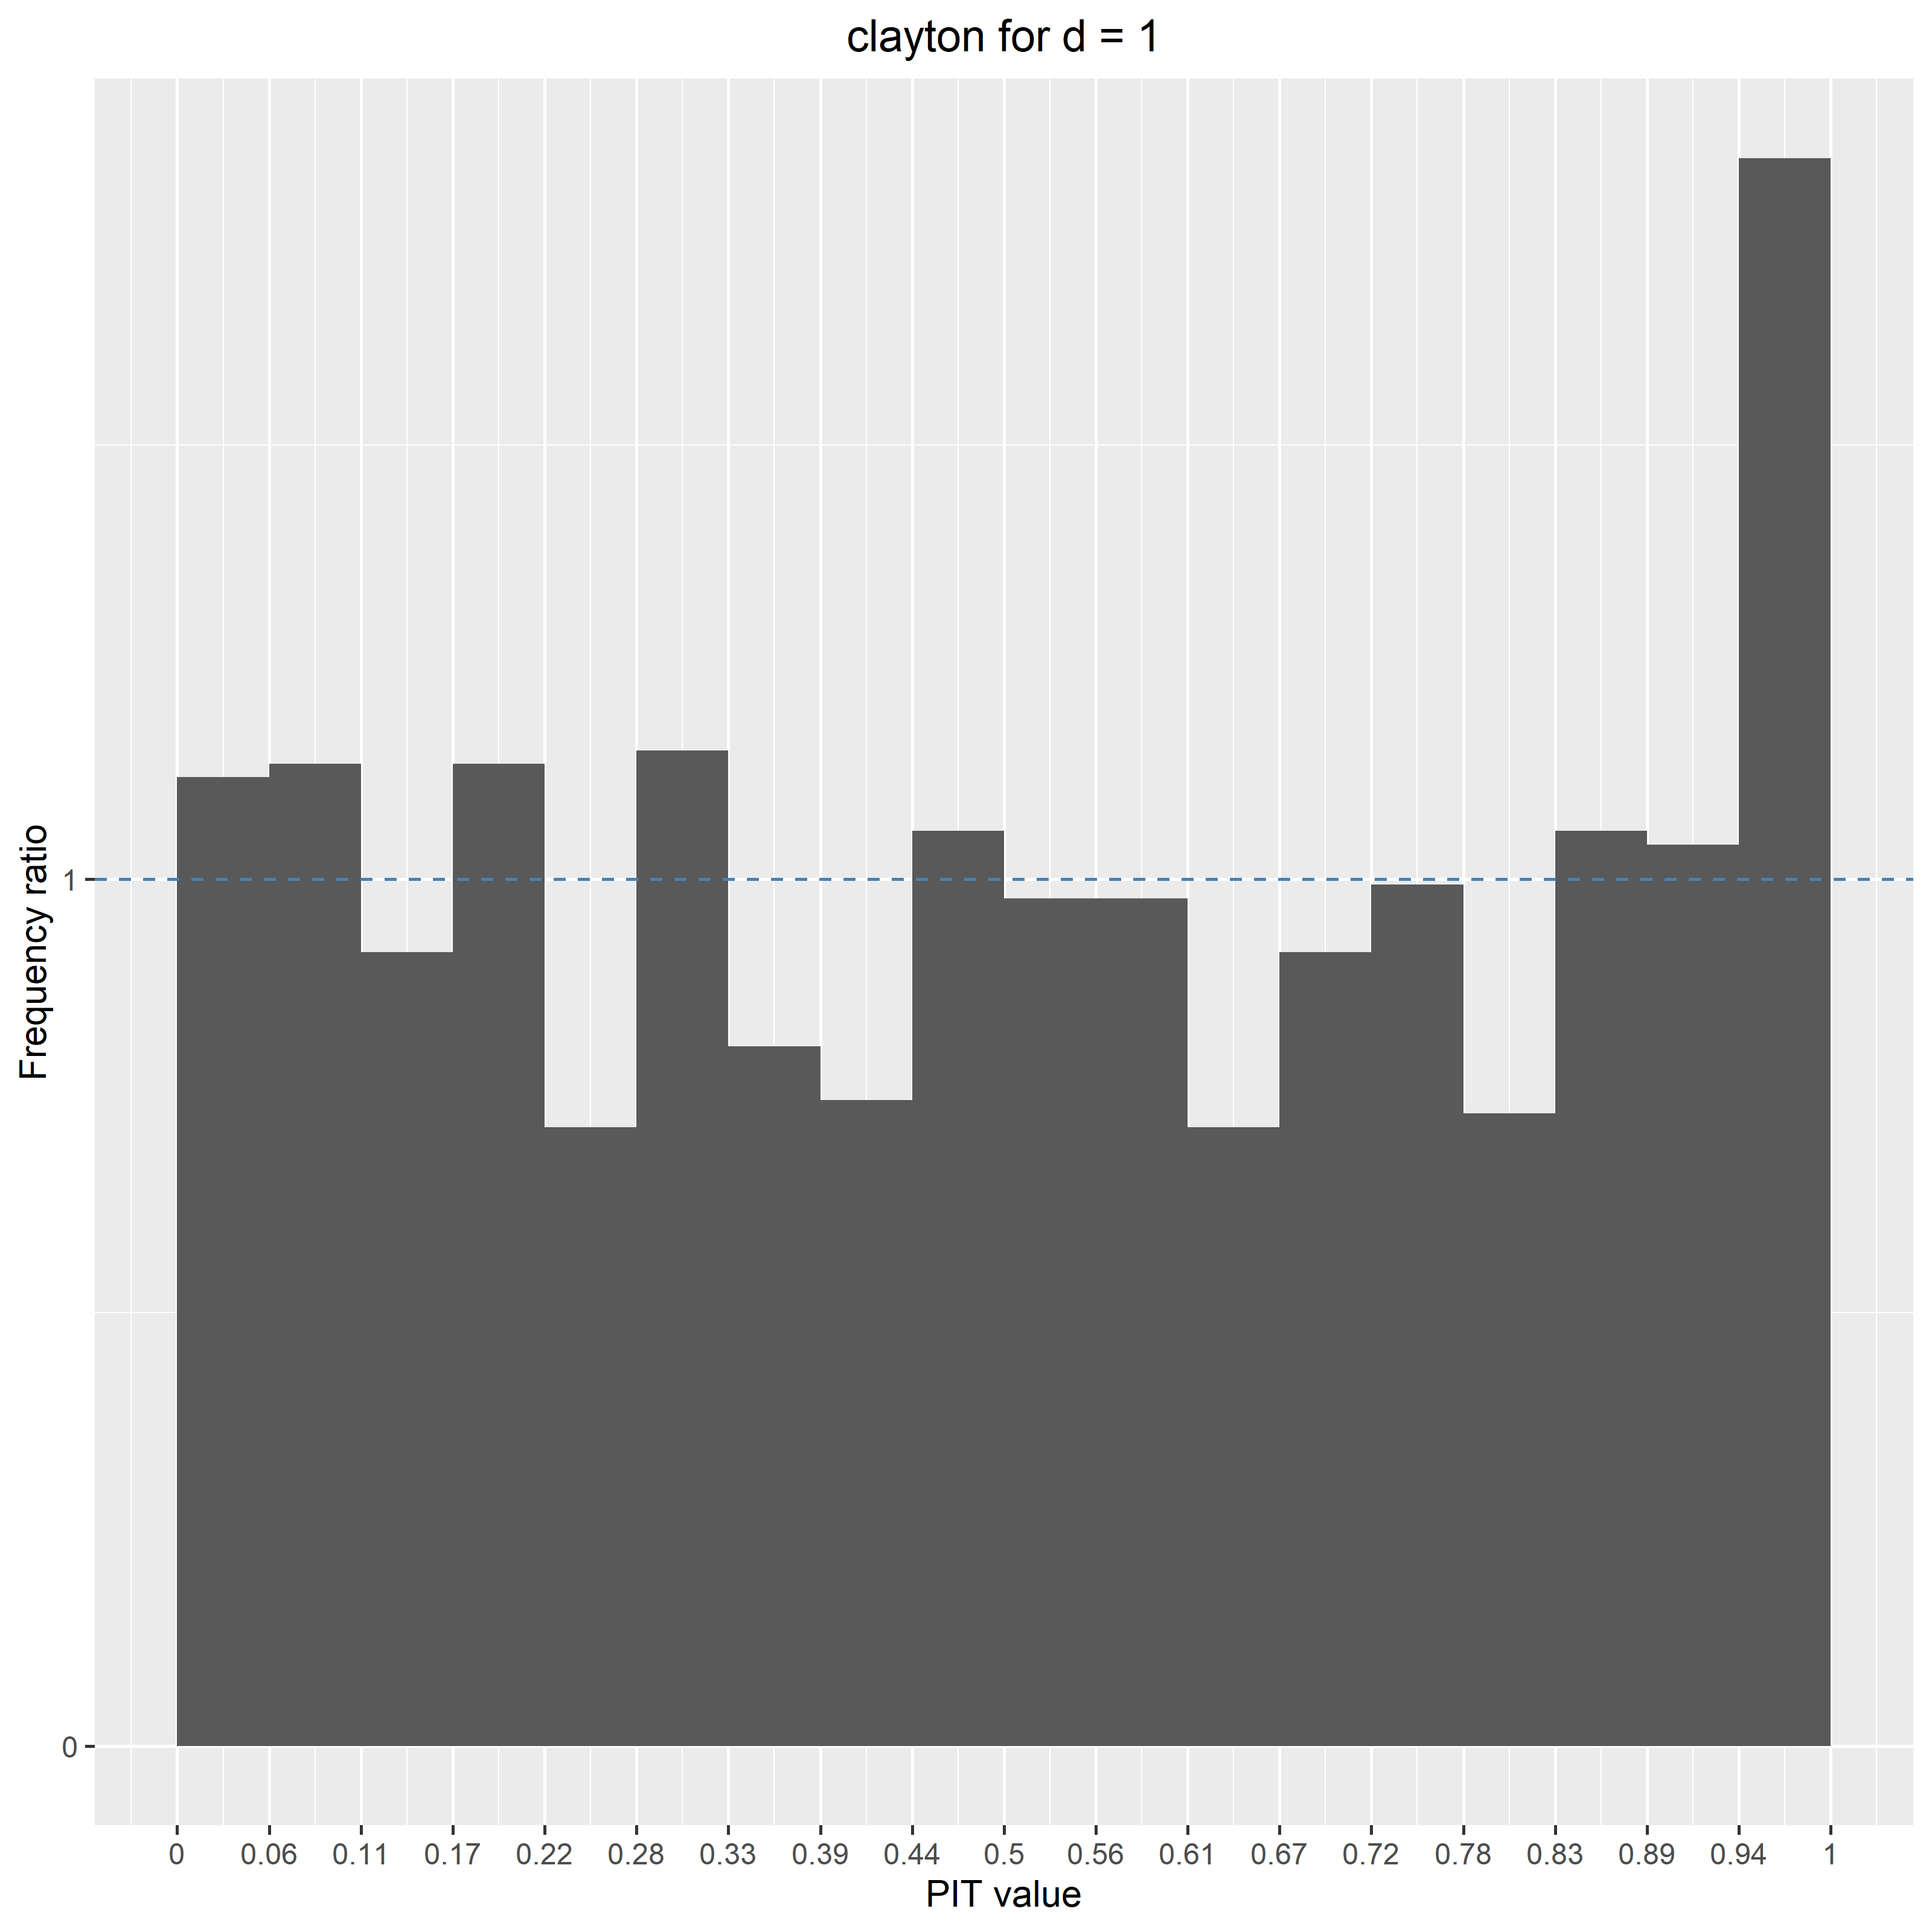 clayton for d = 1
Frequency ratio
1
0
0 0.06 0.11 0.17 0.22 0.28 0.33 0.39 0.44 0.5 0.56 0.61 0.67 0.72 0.78 0.83 0.89 0.94 1
PIT value